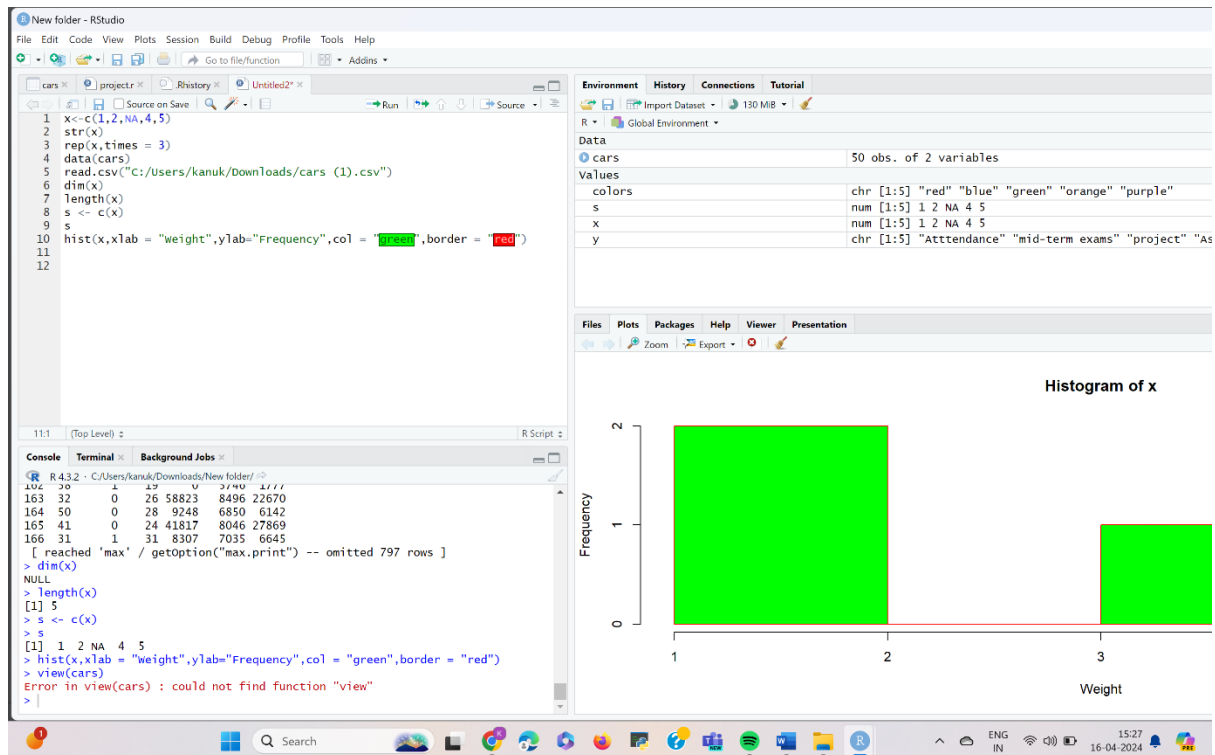 New folder - RStudio
File Edit Code View Plots Session Build Debug Profile Tools Help
Go to file/function Addins
cars project.r .Rhistory Untitled2*
Source on Save Run Source
1 x<-c(1,2,NA,4,5)
2 str(x)
3 rep(x,times = 3)
4 data(cars)
5 read.csv("C:/Users/kanuk/Downloads/cars (1).csv")
6 dim(x)
7 length(x)
8 s <- c(x)
9 s
10 hist(x,xlab = "Weight",ylab="Frequency",col = "green",border = "red")
11
12
11:1 (Top Level) R Script
Console Terminal Background Jobs
R 4.3.2 · C:/Users/kanuk/Downloads/New folder/
162 38 1 19 0 3746 1777
163 32 0 26 58823 8496 22670
164 50 0 28 9248 6850 6142
165 41 0 24 41817 8046 27869
166 31 1 31 8307 7035 6645
[ reached 'max' / getOption("max.print") -- omitted 797 rows ]
> dim(x)
NULL
> length(x)
[1] 5
> s <- c(x)
> s
[1] 1 2 NA 4 5
> hist(x,xlab = "Weight",ylab="Frequency",col = "green",border = "red")
> view(cars)
Error in view(cars) : could not find function "view"
>
Environment History Connections Tutorial
Import Dataset 130 MiB
R Global Environment
Data
cars 50 obs. of 2 variables
Values
colors chr [1:5] "red" "blue" "green" "orange" "purple"
s num [1:5] 1 2 NA 4 5
x num [1:5] 1 2 NA 4 5
y chr [1:5] "Atttendance" "mid-term exams" "project" "As
Files Plots Packages Help Viewer Presentation
Zoom Export
Histogram of x
Frequency
2
1
0
1 2 3
Weight
1 Search ENG 15:27
IN 16-04-2024